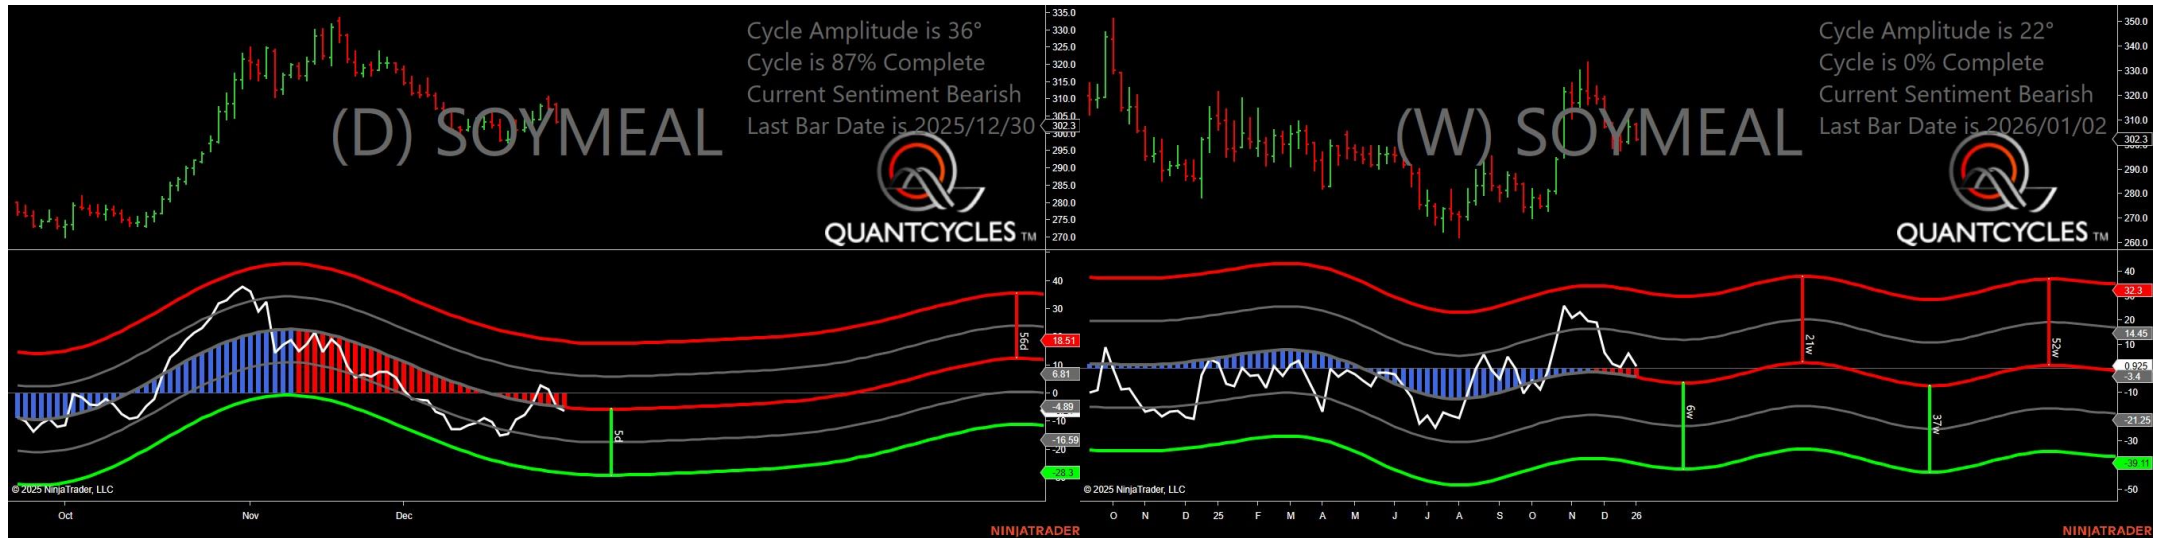 Cycle Amplitude is 36°
Cycle is 87% Complete
Current Sentiment Bearish
Last Bar Date is 2025/12/30
(D) SOYMEAL
QUANTCYCLES TM
335.0
330.0
325.0
320.0
315.0
310.0
305.0
302.3
300.0
295.0
290.0
285.0
280.0
275.0
270.0
40
30
18.51
10
6.81
0
-4.89
-10
-16.59
-20
-28.3
56d
5d
© 2025 NinjaTrader, LLC
Oct Nov Dec
NINJATRADER
Cycle Amplitude is 22°
Cycle is 0% Complete
Current Sentiment Bearish
Last Bar Date is 2026/01/02
(W) SOYMEAL
QUANTCYCLES TM
350.0
340.0
330.0
320.0
310.0
302.3
290.0
280.0
270.0
260.0
40
32.3
20
14.45
10
0.925
-3.4
-10
-21.25
-30
-39.11
-50
21w
52w
6w
37w
© 2025 NinjaTrader, LLC
O N D 25 F M A M J J A S O N D 26
NINJATRADER